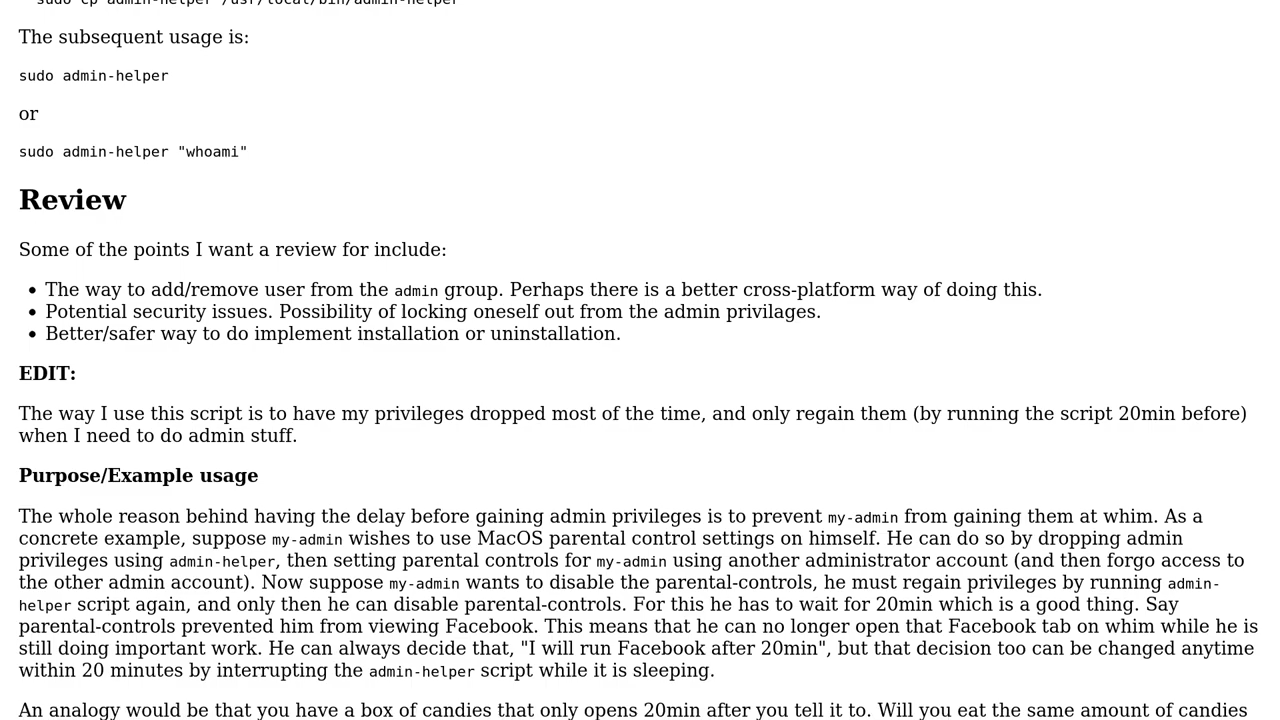 sudo cp admin-helper /usr/local/bin/admin-helper
The subsequent usage is:
sudo admin-helper
or
sudo admin-helper "whoami"
Review
Some of the points I want a review for include:
• The way to add/remove user from the admin group. Perhaps there is a better cross-platform way of doing this.
• Potential security issues. Possibility of locking oneself out from the admin privilages.
• Better/safer way to do implement installation or uninstallation.
EDIT:
The way I use this script is to have my privileges dropped most of the time, and only regain them (by running the script 20min before)
when I need to do admin stuff.
Purpose/Example usage
The whole reason behind having the delay before gaining admin privileges is to prevent my-admin from gaining them at whim. As a
concrete example, suppose my-admin wishes to use MacOS parental control settings on himself. He can do so by dropping admin
privileges using admin-helper, then setting parental controls for my-admin using another administrator account (and then forgo access to
the other admin account). Now suppose my-admin wants to disable the parental-controls, he must regain privileges by running admin-
helper script again, and only then he can disable parental-controls. For this he has to wait for 20min which is a good thing. Say
parental-controls prevented him from viewing Facebook. This means that he can no longer open that Facebook tab on whim while he is
still doing important work. He can always decide that, "I will run Facebook after 20min", but that decision too can be changed anytime
within 20 minutes by interrupting the admin-helper script while it is sleeping.
An analogy would be that you have a box of candies that only opens 20min after you tell it to. Will you eat the same amount of candies